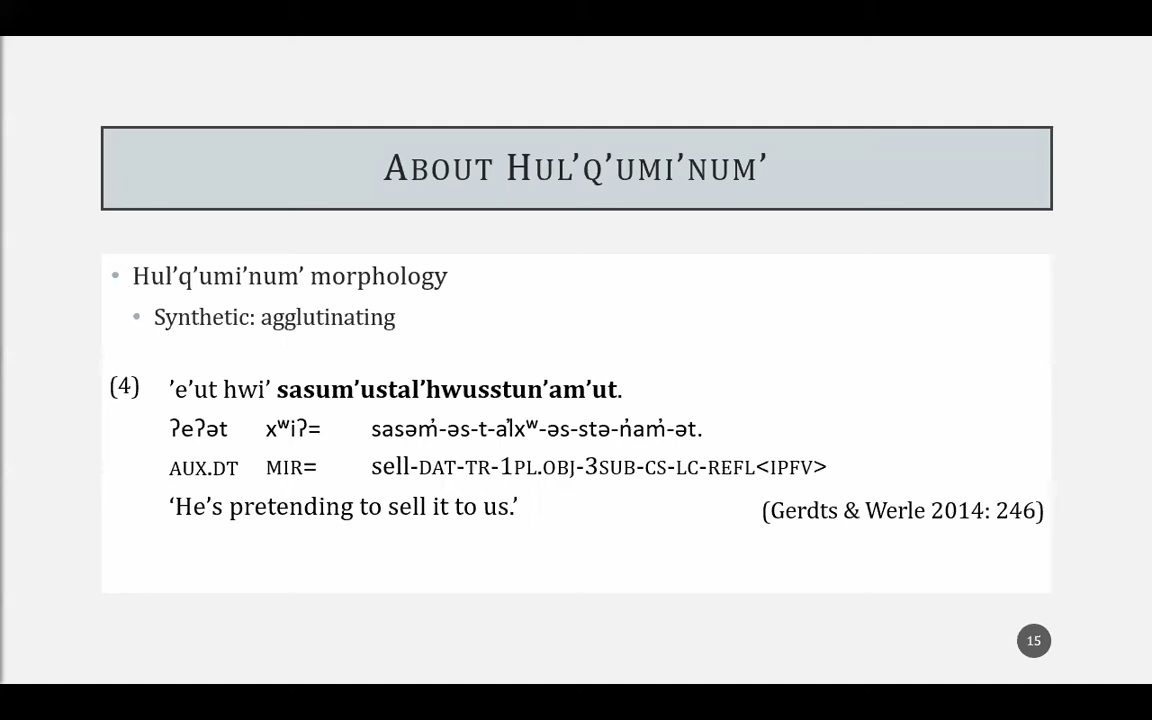 About Hul’q’umi’num’
• Hul’q’umi’num’ morphology
• Synthetic: agglutinating
(4) ’e’ut hwi’ sasum’ustal’hwusstun’am’ut.
ʔeʔət xʷiʔ= sasəm̓-əs-t-al̓xʷ-əs-stə-n̓am̓-ət.
AUX.DT MIR= sell-DAT-TR-1PL.OBJ-3SUB-CS-LC-REFL<IPFV>
‘He’s pretending to sell it to us.’ (Gerdts & Werle 2014: 246)
15